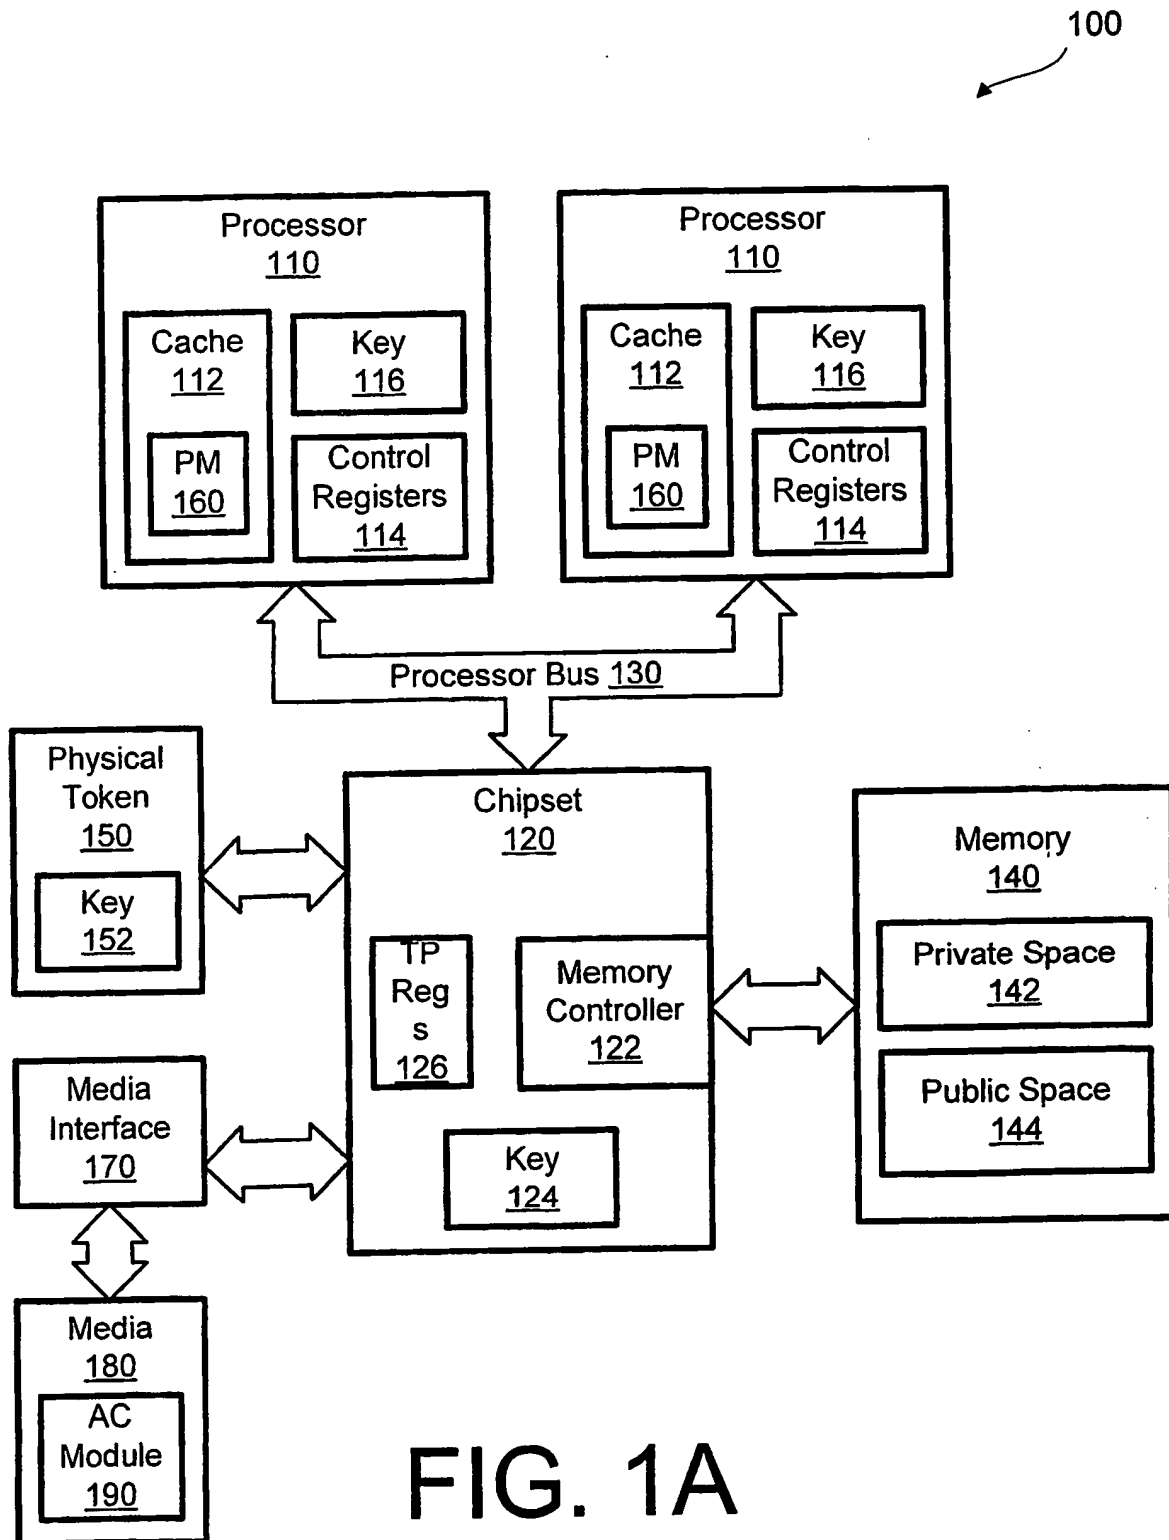 100
Processor
110
Cache
112
PM
160
Key
116
Control
Registers
114
Processor
110
Cache
112
PM
160
Key
116
Control
Registers
114
Processor Bus 130
Physical
Token
150
Key
152
Chipset
120
TP
Reg
s
126
Memory
Controller
122
Key
124
Memory
140
Private Space
142
Public Space
144
Media
Interface
170
Media
180
AC
Module
190
FIG. 1A